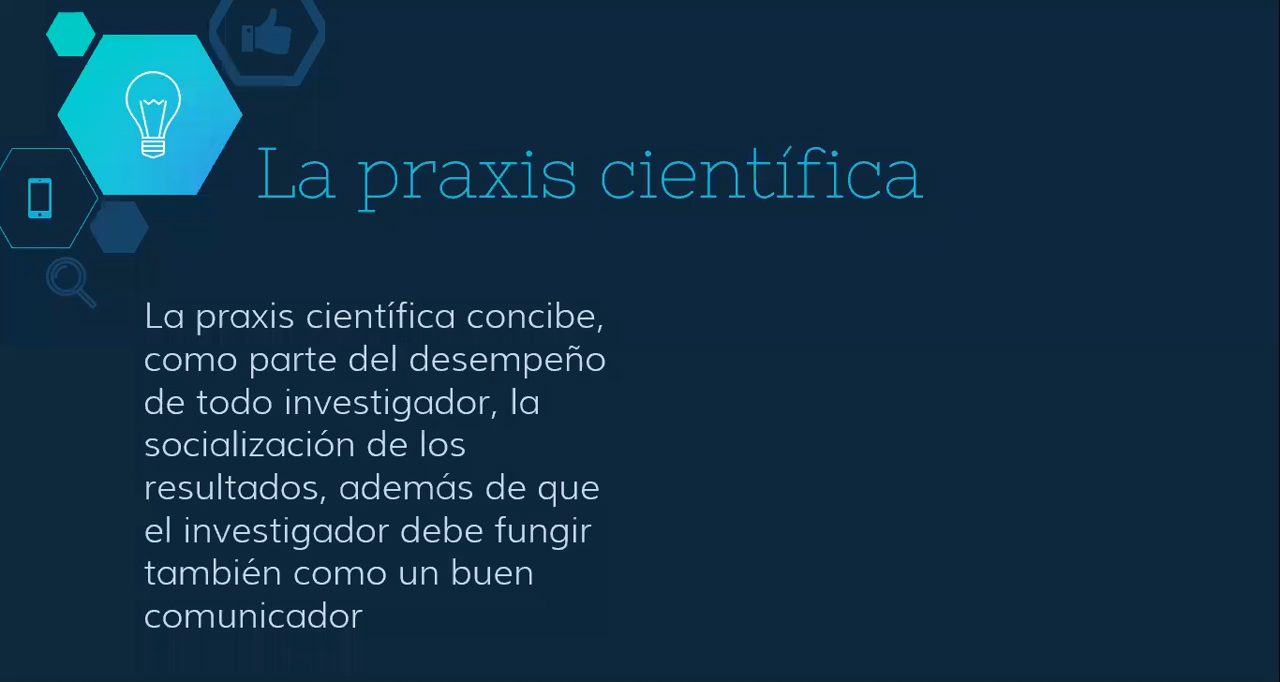 La praxis científica
La praxis científica concibe,
como parte del desempeño
de todo investigador, la
socialización de los
resultados, además de que
el investigador debe fungir
también como un buen
comunicador